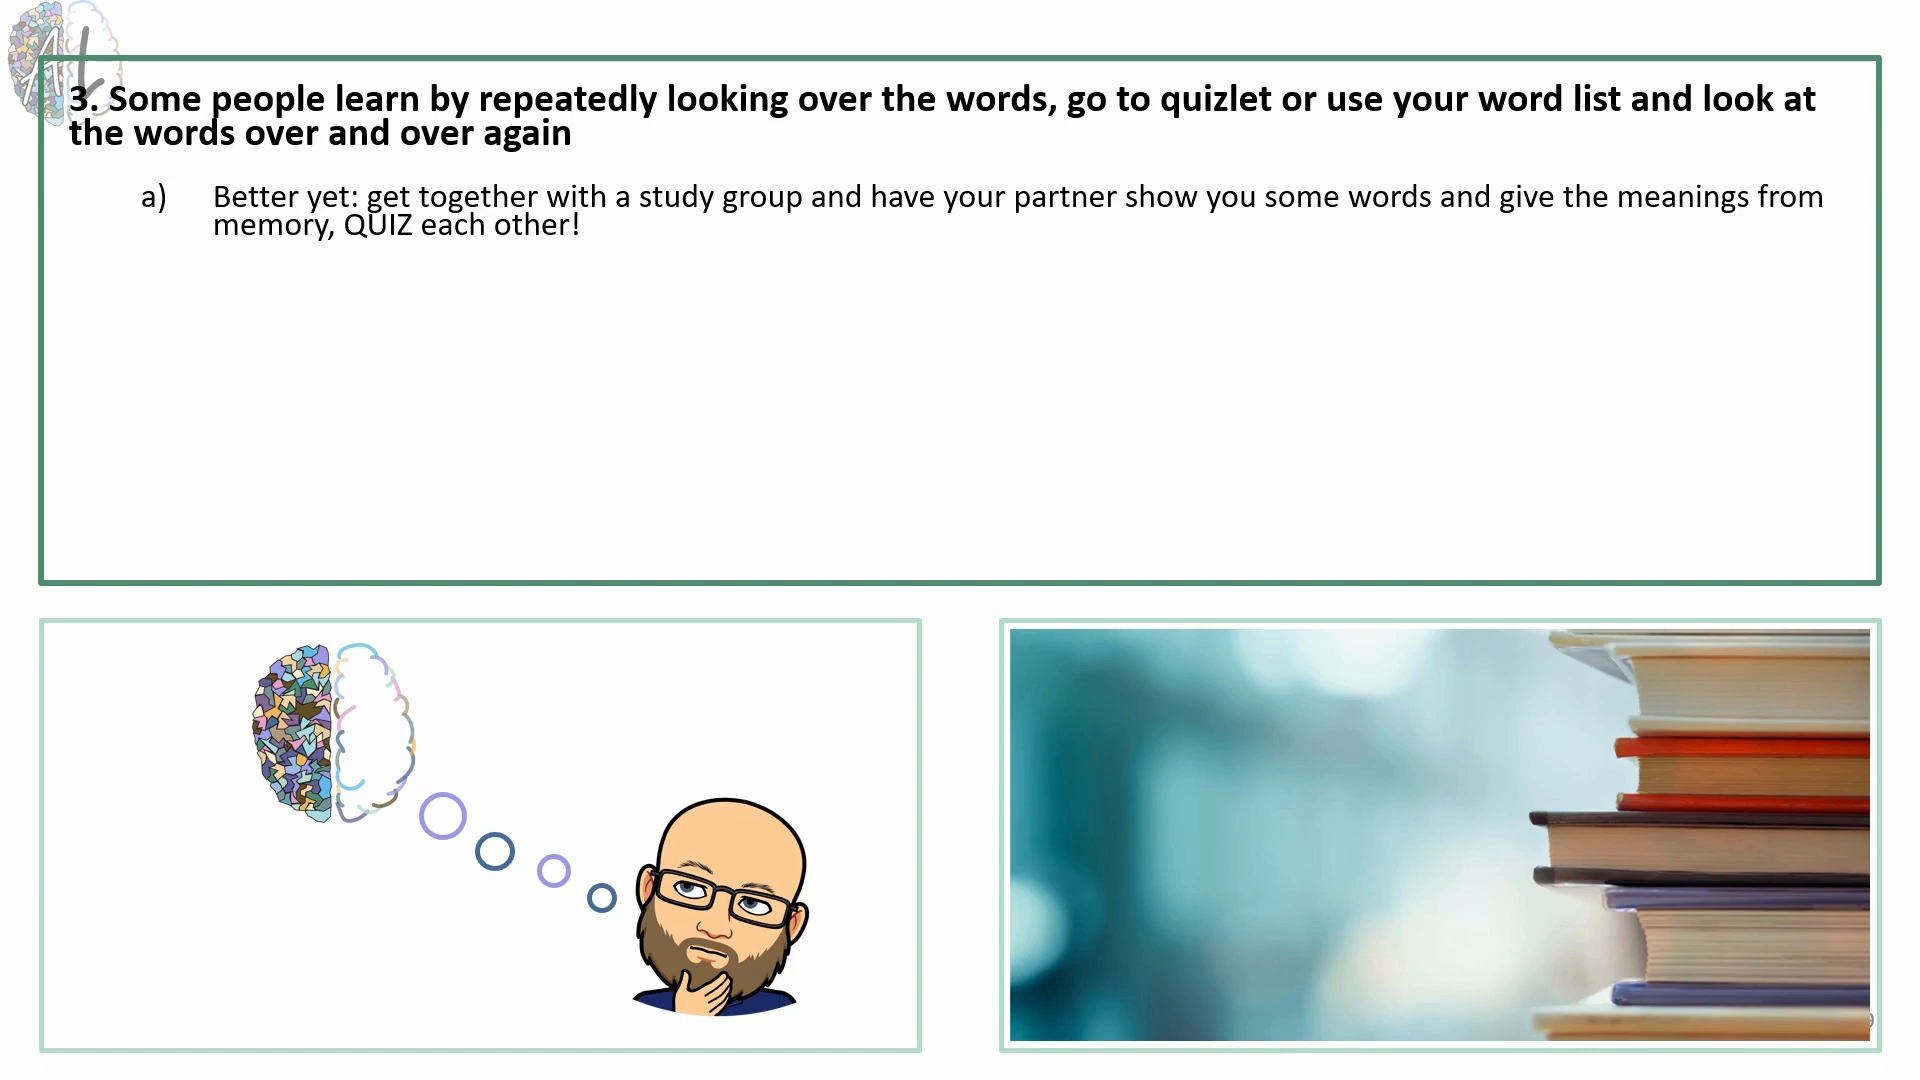 AL
3. Some people learn by repeatedly looking over the words, go to quizlet or use your word list and look at
the words over and over again
a) Better yet: get together with a study group and have your partner show you some words and give the meanings from
memory, QUIZ each other!